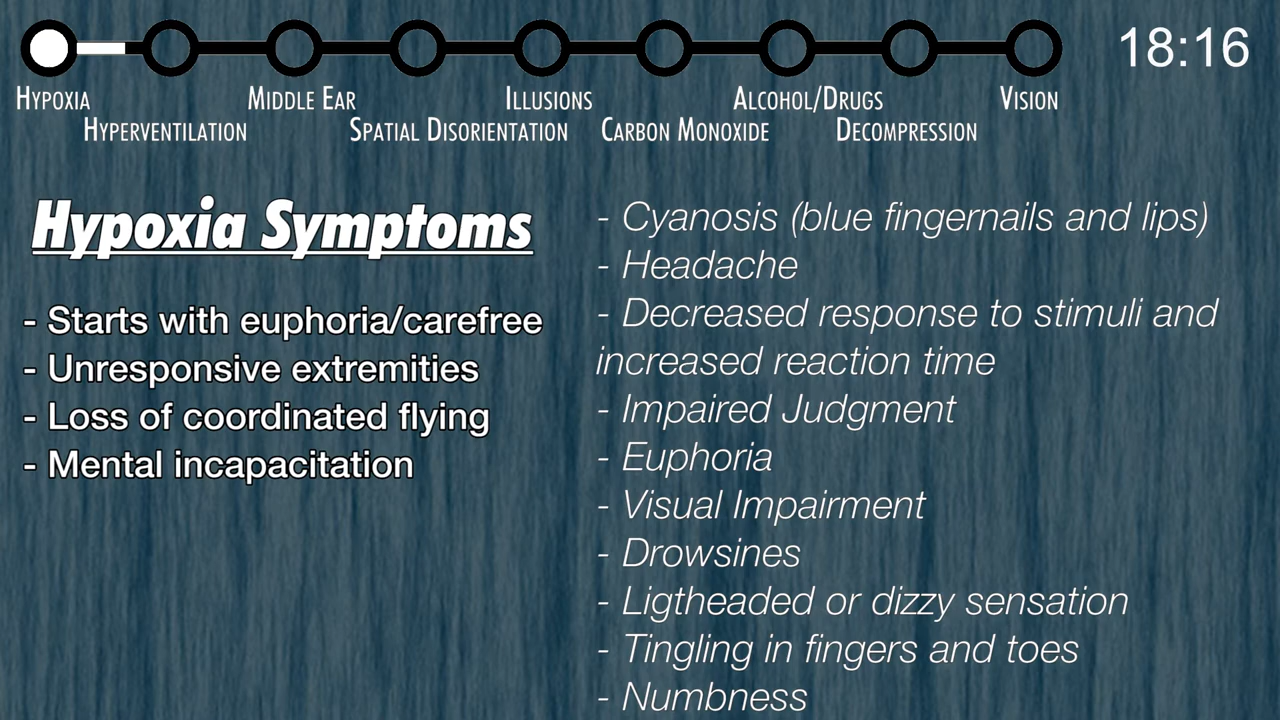 18:16
HYPOXIA
MIDDLE EAR
ILLUSIONS
ALCOHOL/DRUGS
VISION
HYPERVENTILATION
SPATIAL DISORIENTATION
CARBON MONOXIDE
DECOMPRESSION
Hypoxia Symptoms
- Starts with euphoria/carefree
- Unresponsive extremities
- Loss of coordinated flying
- Mental incapacitation
- Cyanosis (blue fingernails and lips)
- Headache
- Decreased response to stimuli and
increased reaction time
- Impaired Judgment
- Euphoria
- Visual Impairment
- Drowsines
- Ligtheaded or dizzy sensation
- Tingling in fingers and toes
- Numbness